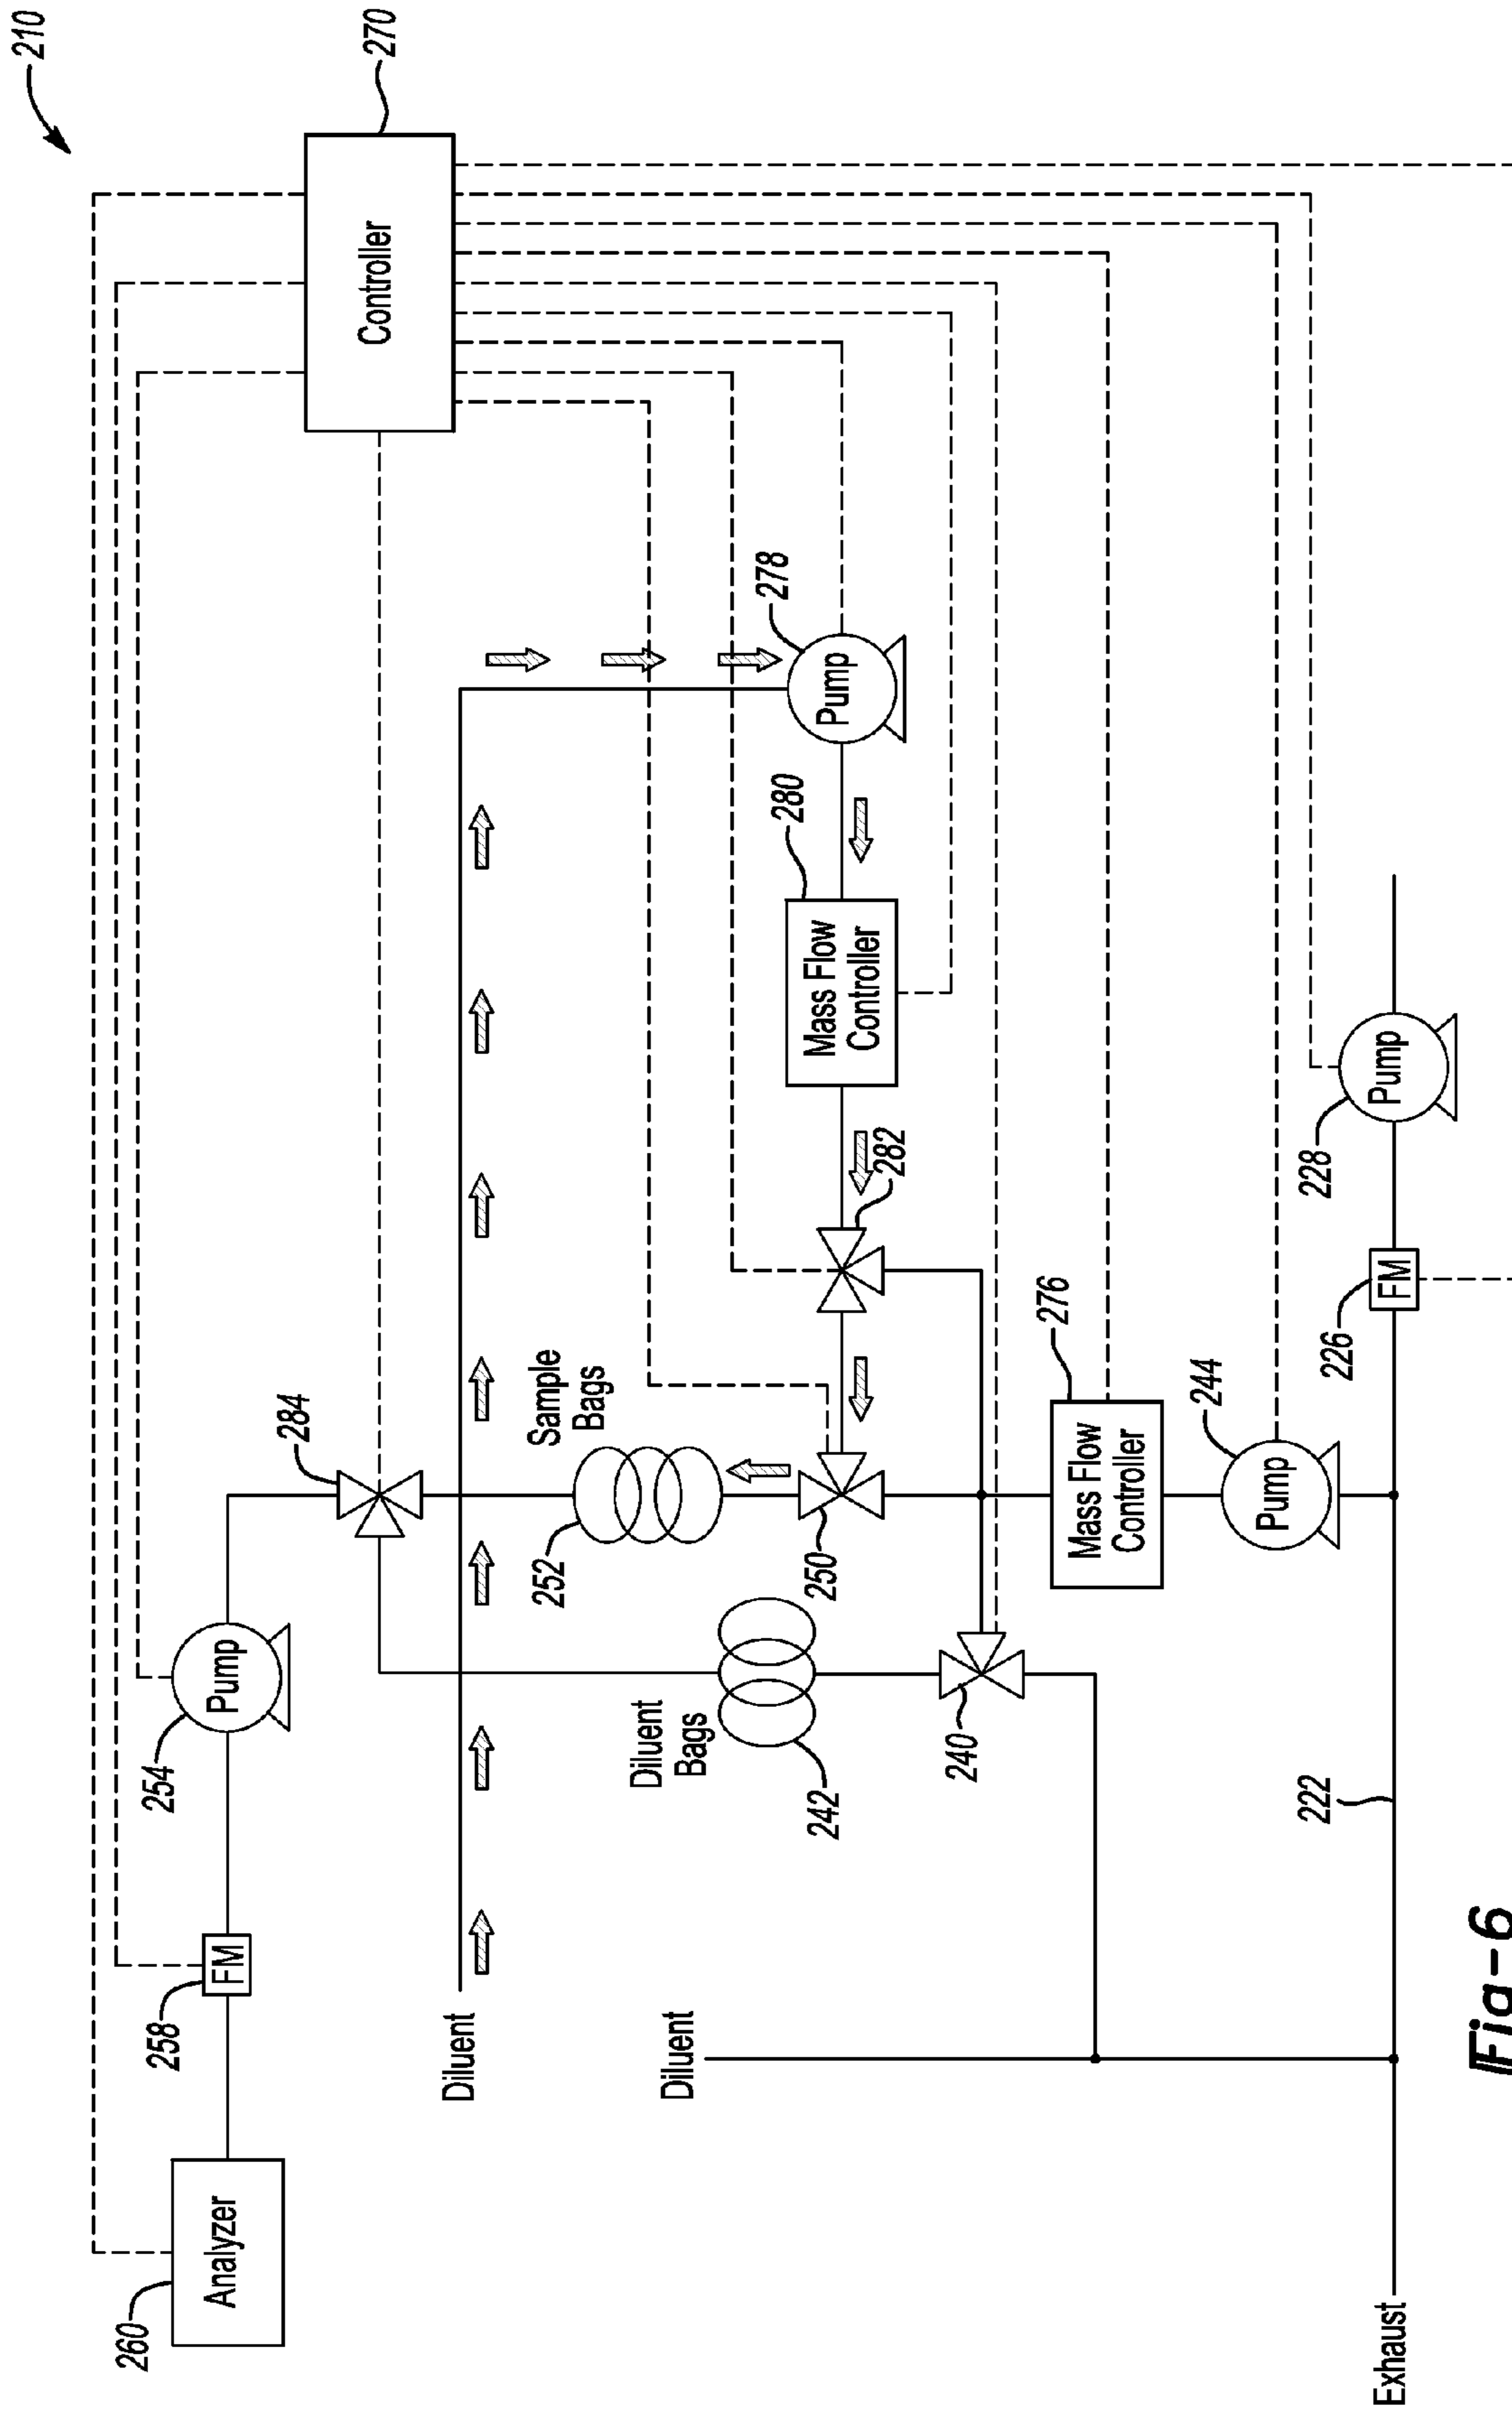 210
270
Controller
284
254
Pump
258
FM
260
Analyzer
Diluent
278
Pump
280
Mass Flow
Controller
282
Sample
Bags
252
250
Diluent
Bags
242
240
Diluent
276
Mass Flow
Controller
244
Pump
228
Pump
226
FM
222
Exhaust
Fig-6